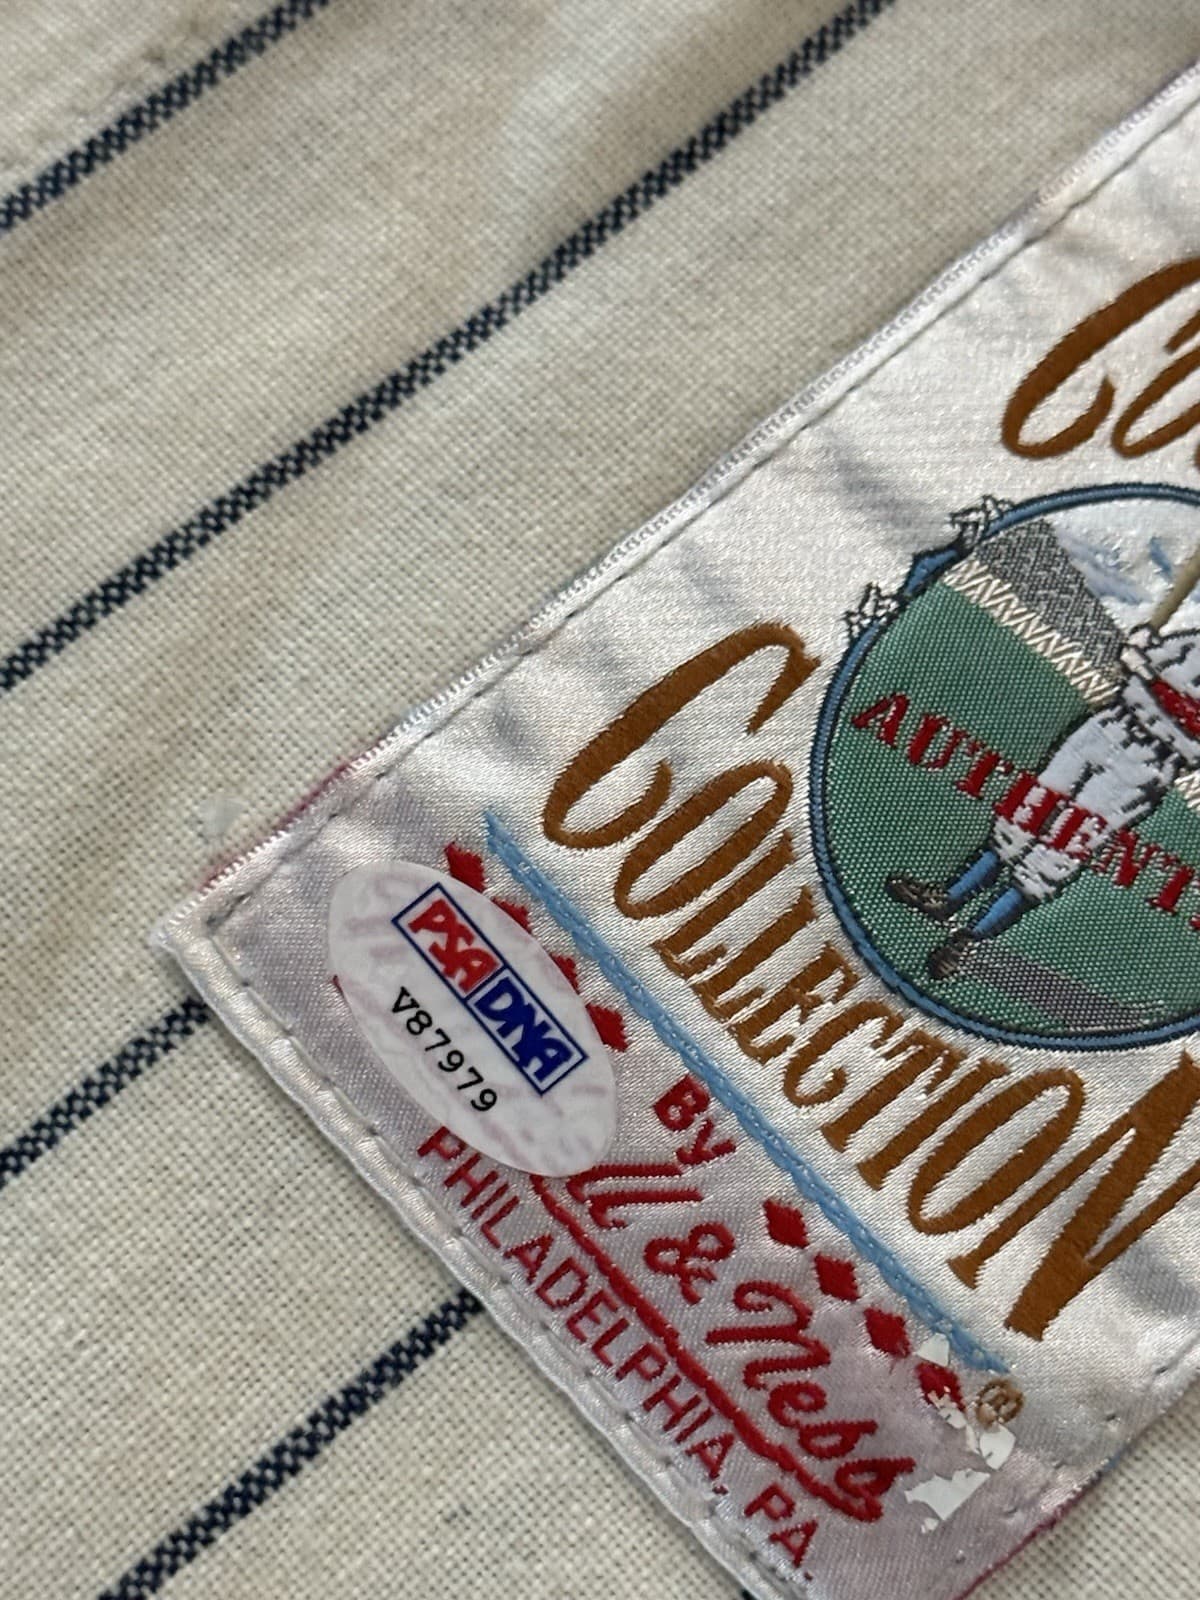 COLLECTION
AUTHENT
PSA DNA
V87979
By
& Ness ®
PHILADELPHIA, PA.